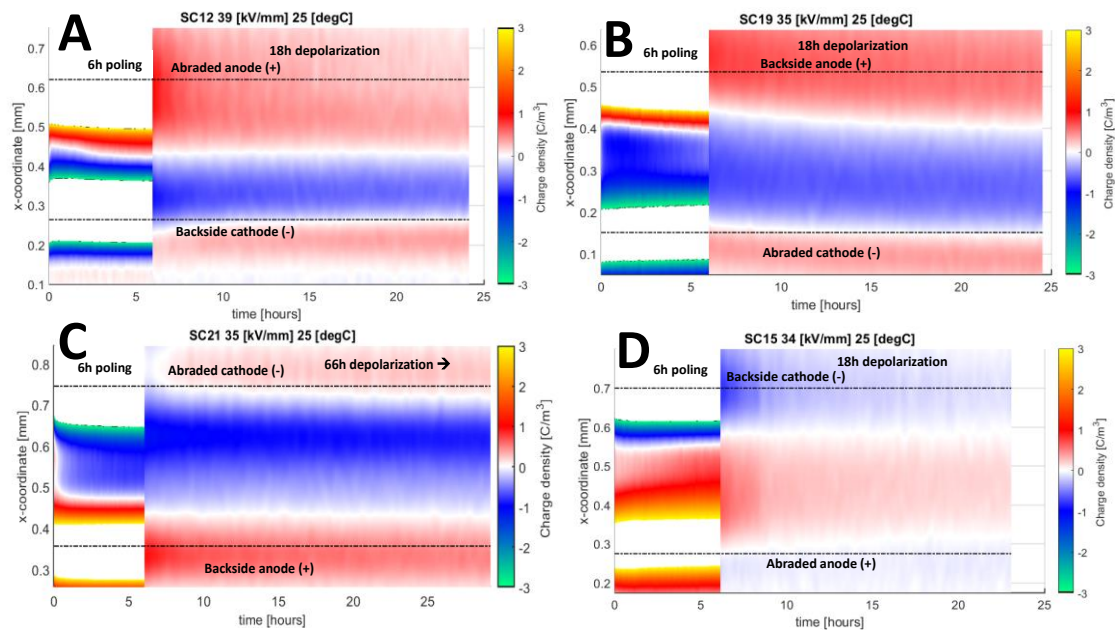 A
SC12 39 [kV/mm] 25 [degC]
6h poling
18h depolarization
Abraded anode (+)
Backside cathode (-)
x-coordinate [mm]
0.7
0.6
0.5
0.4
0.3
0.2
0.1
0
5
10
15
20
25
time [hours]
3
2
1
0
-1
-2
-3
Charge density [C/m³]
B
SC19 35 [kV/mm] 25 [degC]
6h poling
18h depolarization
Backside anode (+)
Abraded cathode (-)
x-coordinate [mm]
0.6
0.5
0.4
0.3
0.2
0.1
0
5
10
15
20
25
time [hours]
3
2
1
0
-1
-2
-3
Charge density [C/m³]
C
SC21 35 [kV/mm] 25 [degC]
6h poling
66h depolarization →
Abraded cathode (-)
Backside anode (+)
x-coordinate [mm]
0.8
0.7
0.6
0.5
0.4
0.3
0
5
10
15
20
25
time [hours]
3
2
1
0
-1
-2
-3
Charge density [C/m³]
D
SC15 34 [kV/mm] 25 [degC]
6h poling
18h depolarization
Backside cathode (-)
Abraded anode (+)
x-coordinate [mm]
0.7
0.6
0.5
0.4
0.3
0.2
0
5
10
15
20
25
time [hours]
3
2
1
0
-1
-2
-3
Charge density [C/m³]